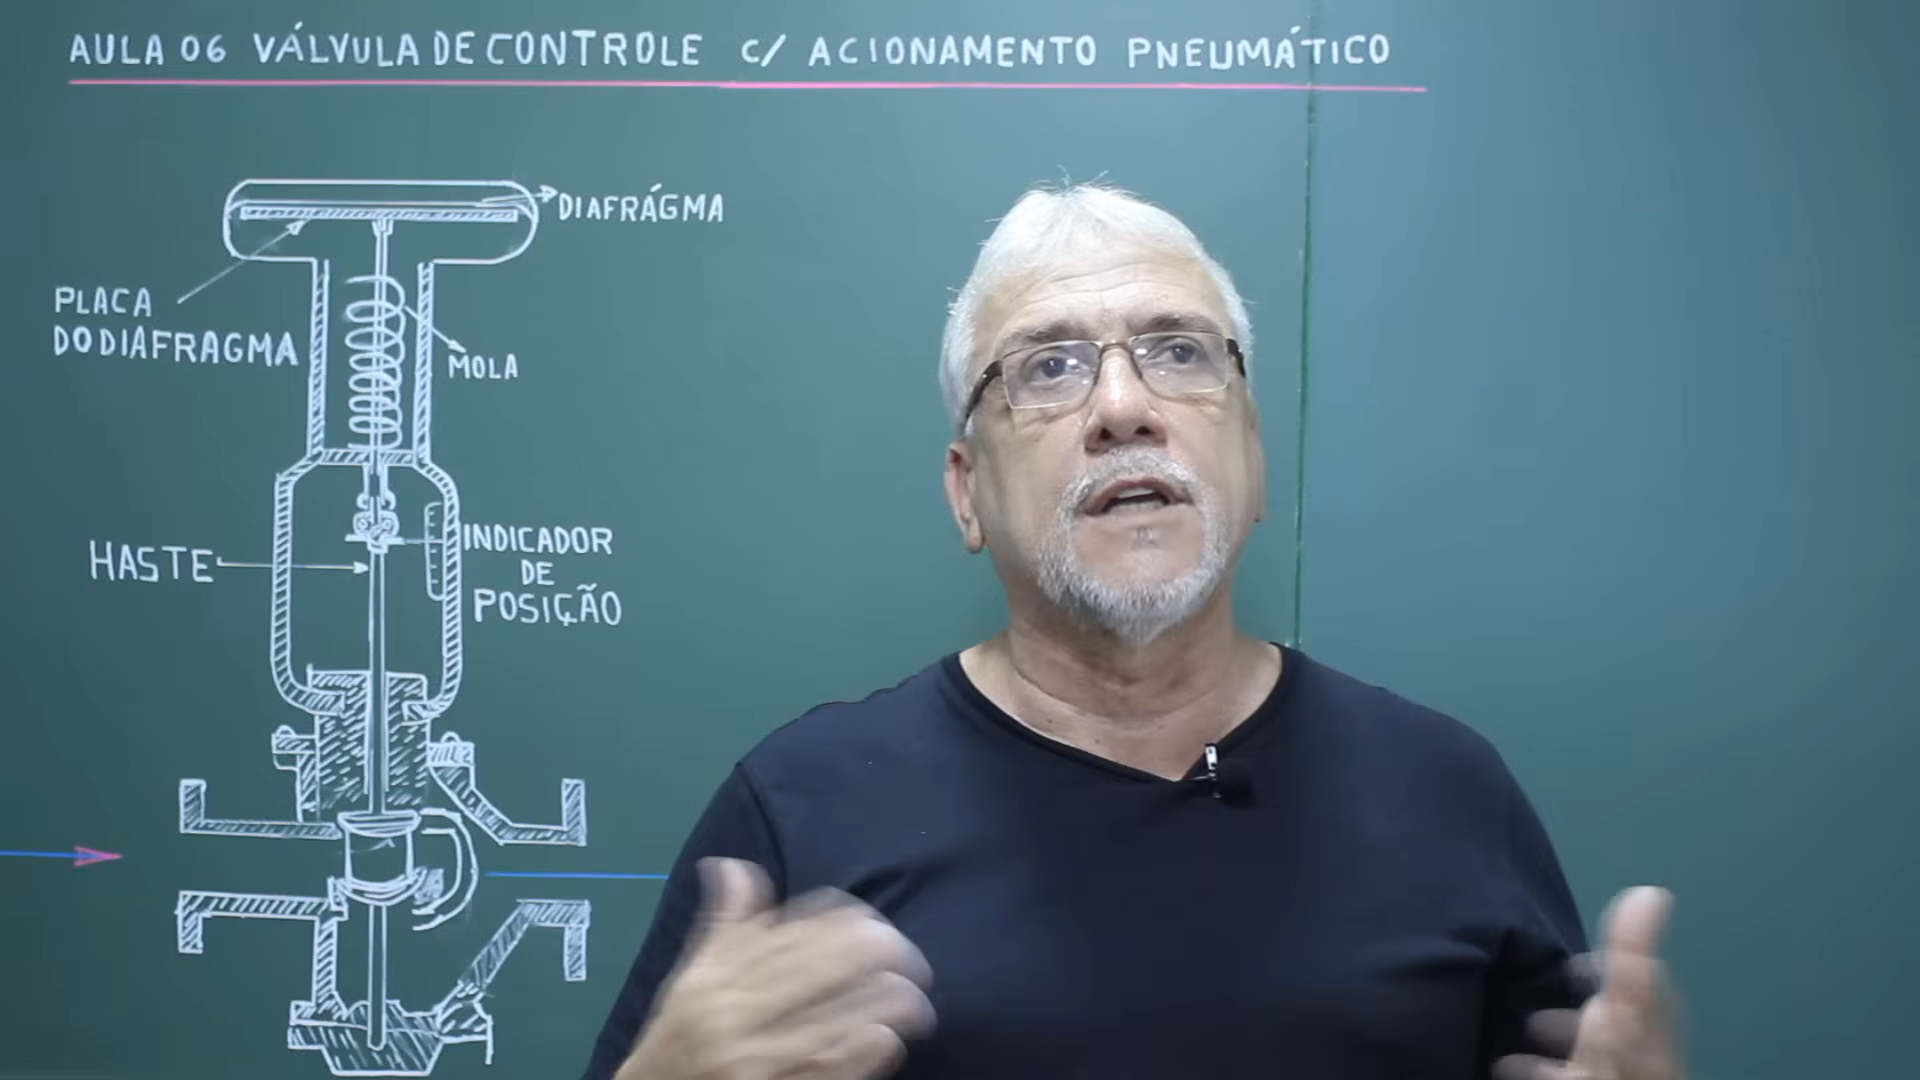 AULA 06 VÁLVULA DE CONTROLE C/ ACIONAMENTO PNEUMÁTICO
DIAFRÁGMA
PLACA
DO DIAFRAGMA
MOLA
HASTE
INDICADOR
DE
POSIÇÃO